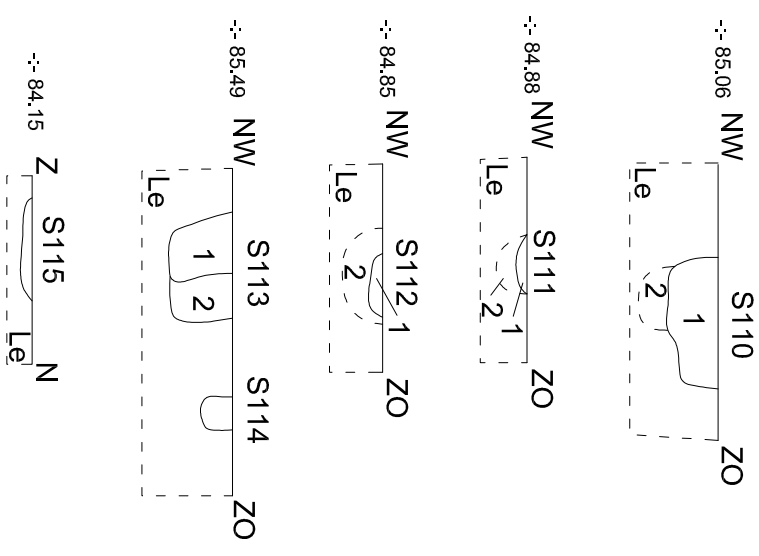 85.06
NW S110 ZO
Le
1
2
84.88
NW S111 ZO
Le
1
2
84.85
NW S112 ZO
Le
1
2
85.49
NW S113 S114 ZO
Le
1
2
84.15
Z S115 N
Le